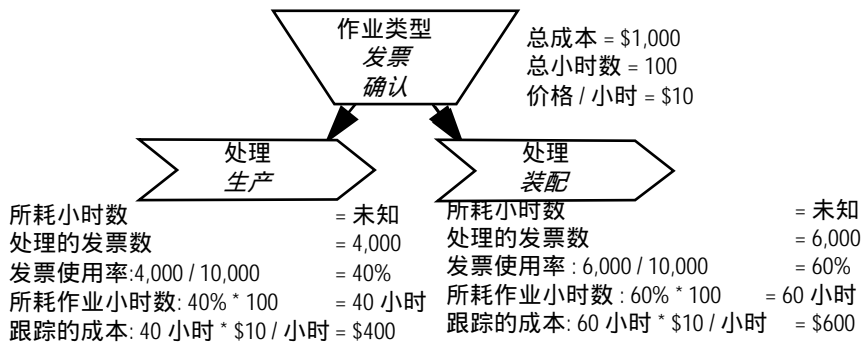 作业类型
发票
确认
总成本 = $1,000
总小时数 = 100
价格 / 小时 = $10
处理
生产
处理
装配
所耗小时数 = 未知
处理的发票数 = 4,000
发票使用率:4,000 / 10,000 = 40%
所耗作业小时数: 40% * 100 = 40 小时
跟踪的成本: 40 小时 * $10 / 小时 = $400
所耗小时数 = 未知
处理的发票数 = 6,000
发票使用率 : 6,000 / 10,000 = 60%
所耗作业小时数 : 60% * 100 = 60 小时
跟踪的成本: 60 小时 * $10 / 小时 = $600